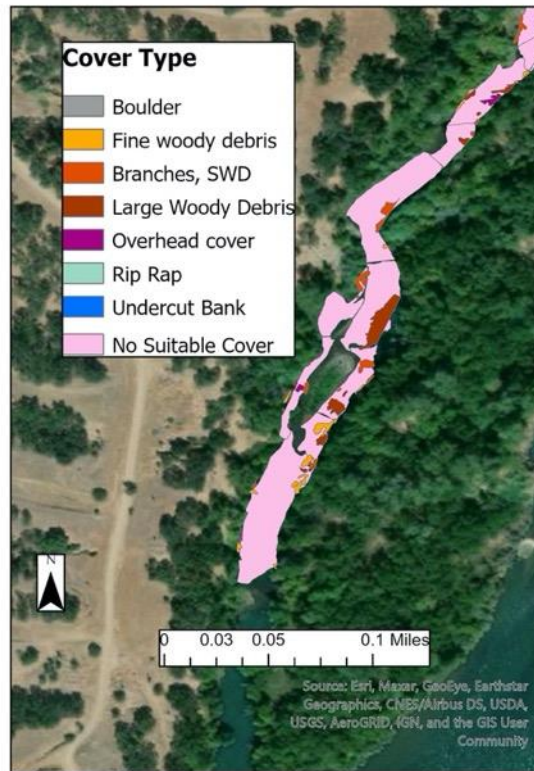 Cover Type
Boulder
Fine woody debris
Branches, SWD
Large Woody Debris
Overhead cover
Rip Rap
Undercut Bank
No Suitable Cover
N
0 0.03 0.05 0.1 Miles
Source: Esri, Maxar, GeoEye, Earthstar
Geographics, CNES/Airbus DS, USDA,
USGS, AeroGRID, IGN, and the GIS User
Community